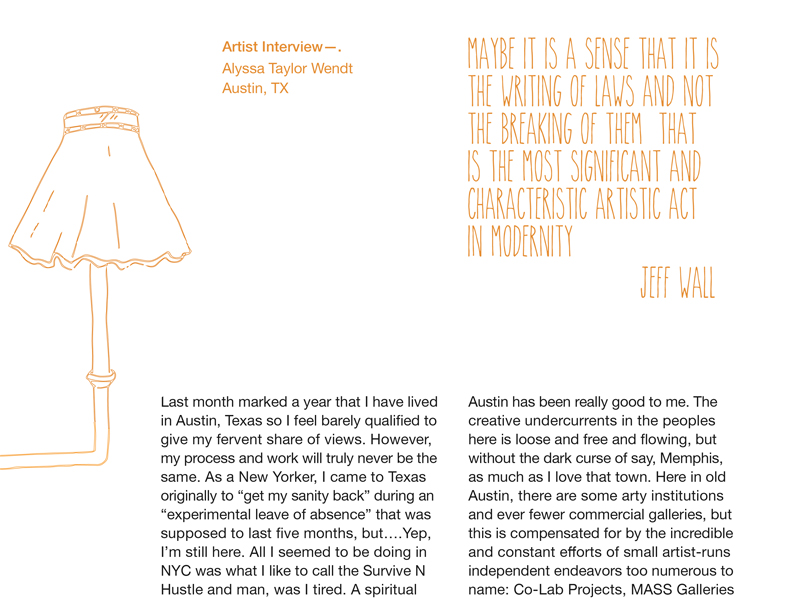 Artist Interview—.
Alyssa Taylor Wendt
Austin, TX
MAYBE IT IS A SENSE THAT IT IS
THE WRITING OF LAWS AND NOT
THE BREAKING OF THEM THAT
IS THE MOST SIGNIFICANT AND
CHARACTERISTIC ARTISTIC ACT
IN MODERNITY
JEFF WALL
Last month marked a year that I have lived
in Austin, Texas so I feel barely qualified to
give my fervent share of views. However,
my process and work will truly never be the
same. As a New Yorker, I came to Texas
originally to “get my sanity back” during an
“experimental leave of absence” that was
supposed to last five months, but….Yep,
I’m still here. All I seemed to be doing in
NYC was what I like to call the Survive N
Hustle and man, was I tired. A spiritual
Austin has been really good to me. The
creative undercurrents in the peoples
here is loose and free and flowing, but
without the dark curse of say, Memphis,
as much as I love that town. Here in old
Austin, there are some arty institutions
and ever fewer commercial galleries, but
this is compensated for by the incredible
and constant efforts of small artist-runs
independent endeavors too numerous to
name: Co-Lab Projects, MASS Galleries